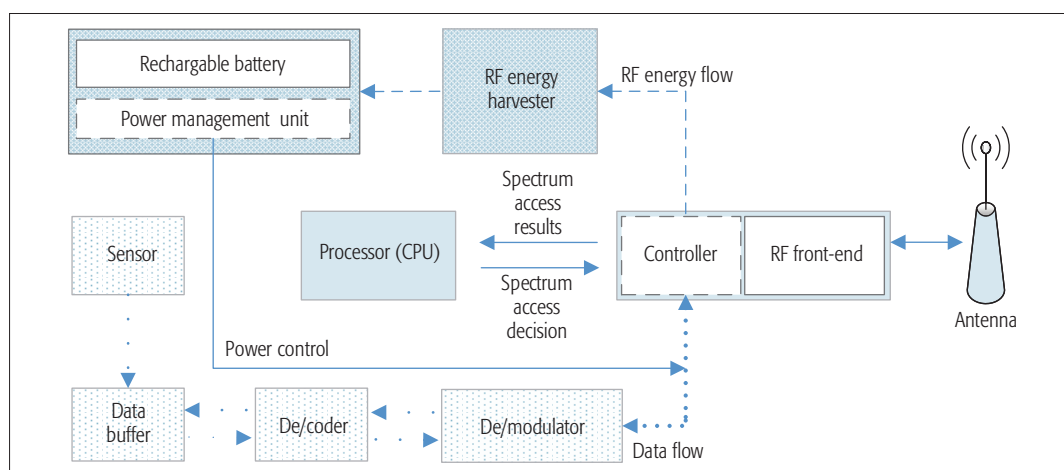 Rechargable battery
Power management unit
RF energy
harvester
RF energy flow
Spectrum
access
results
Sensor
Processor (CPU)
Controller
RF front-end
Spectrum
access
decision
Antenna
Power control
Data
buffer
De/coder
De/modulator
Data flow